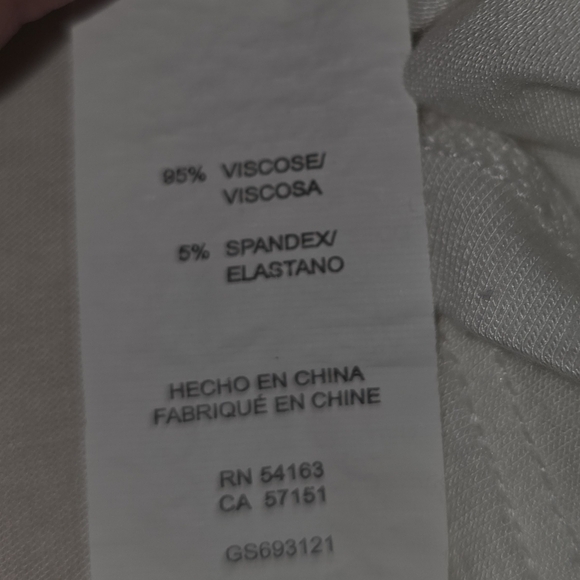 95% VISCOSE/
VISCOSA
5% SPANDEX/
ELASTANO
HECHO EN CHINA
FABRIQUÉ EN CHINE
RN 54163
CA 57151
GS693121